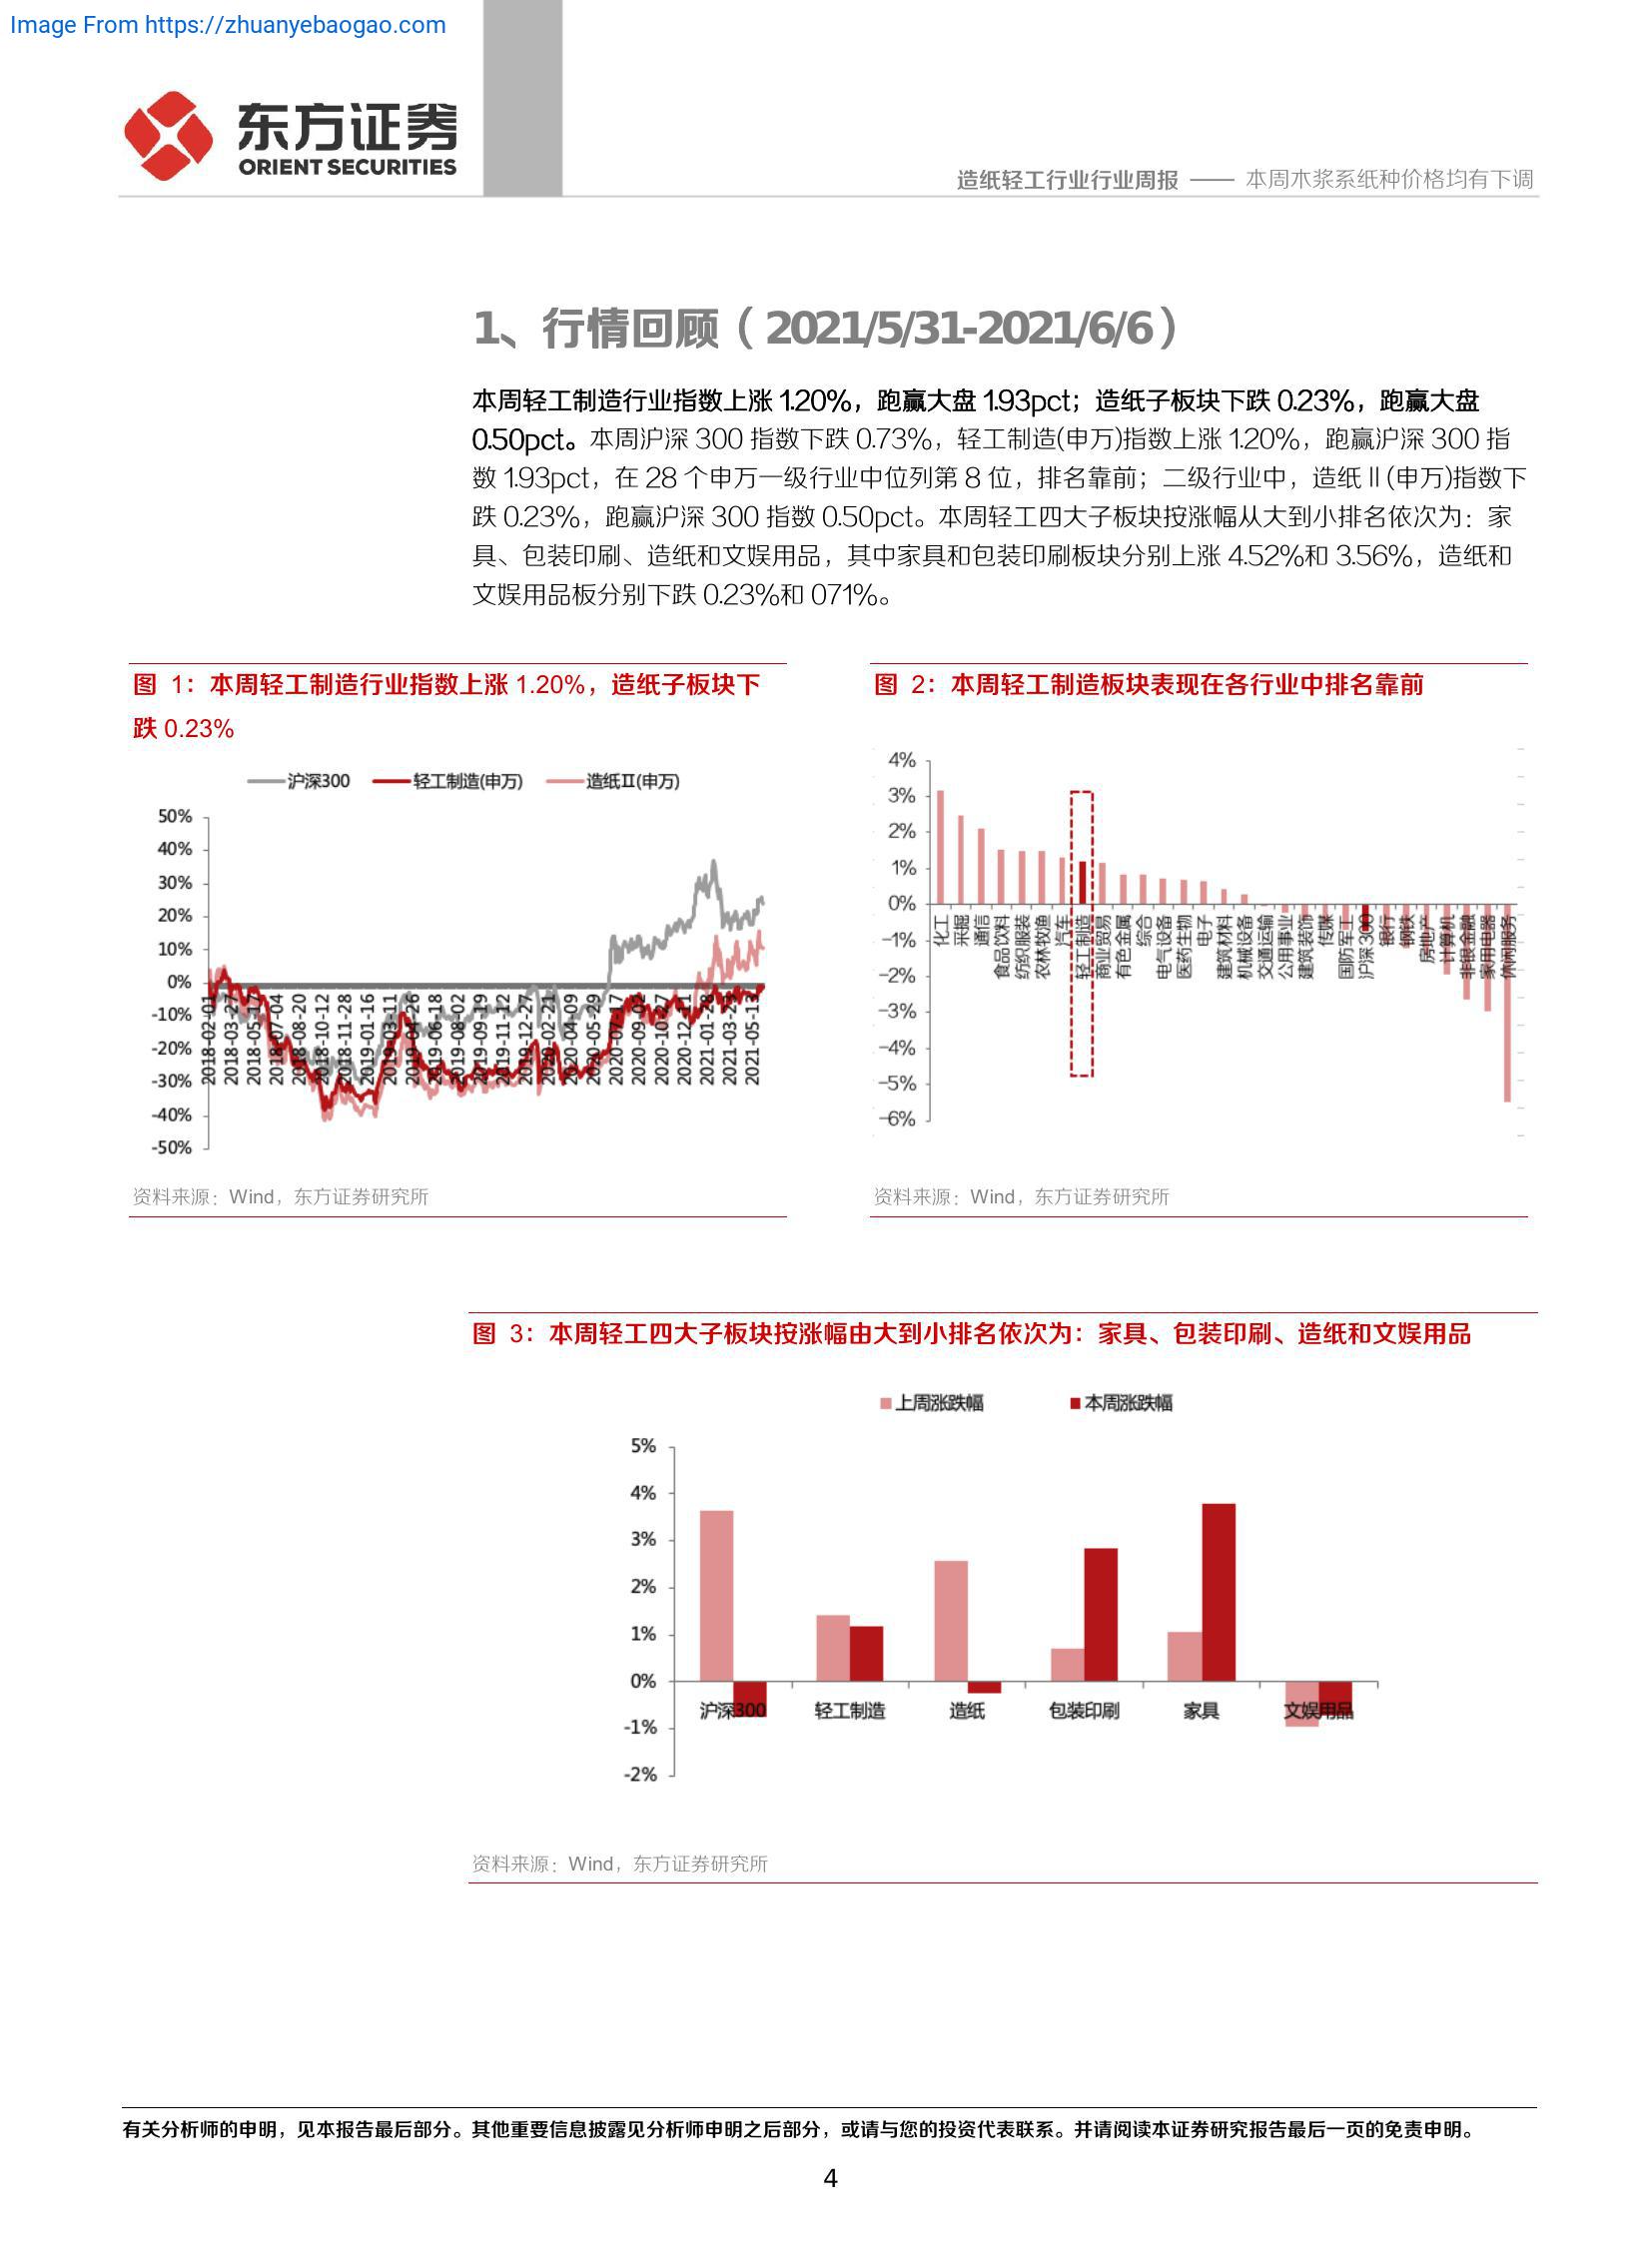 Image From https://zhuanyebaogao.com
东方证券
ORIENT SECURITIES
造纸轻工行业行业周报 —— 本周木浆系纸种价格均有下调
1、行情回顾（2021/5/31-2021/6/6）
本周轻工制造行业指数上涨 1.20%，跑赢大盘 1.93pct；造纸子板块下跌 0.23%，跑赢大盘
0.50pct。本周沪深 300 指数下跌 0.73%，轻工制造(申万)指数上涨 1.20%，跑赢沪深 300 指
数 1.93pct，在 28 个申万一级行业中位列第 8 位，排名靠前；二级行业中，造纸Ⅱ(申万)指数下
跌 0.23%，跑赢沪深 300 指数 0.50pct。本周轻工四大子板块按涨幅从大到小排名依次为：家
具、包装印刷、造纸和文娱用品，其中家具和包装印刷板块分别上涨 4.52%和 3.56%，造纸和
文娱用品板分别下跌 0.23%和 071%。
图 1：本周轻工制造行业指数上涨 1.20%，造纸子板块下
跌 0.23%
沪深300 轻工制造(申万) 造纸II(申万)
50%
40%
30%
20%
10%
0%
-10%
-20%
-30%
-40%
-50%
2018-02-01
2018-03-27
2018-05-17
2018-07-04
2018-08-20
2018-10-12
2018-11-28
2019-01-16
2019-03-11
2019-04-26
2019-06-18
2019-08-02
2019-09-19
2019-11-12
2019-12-27
2020-02-21
2020-04-09
2020-05-29
2020-07-17
2020-09-02
2020-10-27
2020-12-11
2021-01-28
2021-03-23
2021-05-13
资料来源：Wind，东方证券研究所
图 2：本周轻工制造板块表现在各行业中排名靠前
4%
3%
2%
1%
0%
-1%
-2%
-3%
-4%
-5%
-6%
化工
采掘
通信
食品饮料
纺织服装
农林牧渔
汽车
轻工制造
商业贸易
有色金属
综合
电气设备
医药生物
电子
建筑材料
机械设备
交通运输
公用事业
建筑装饰
传媒
国防军工
沪深300
银行
钢铁
房地产
计算机
非银金融
家用电器
休闲服务
资料来源：Wind，东方证券研究所
图 3：本周轻工四大子板块按涨幅由大到小排名依次为：家具、包装印刷、造纸和文娱用品
上周涨跌幅 本周涨跌幅
5%
4%
3%
2%
1%
0%
-1%
-2%
沪深300 轻工制造 造纸 包装印刷 家具 文娱用品
资料来源：Wind，东方证券研究所
有关分析师的申明，见本报告最后部分。其他重要信息披露见分析师申明之后部分，或请与您的投资代表联系。并请阅读本证券研究报告最后一页的免责申明。
4